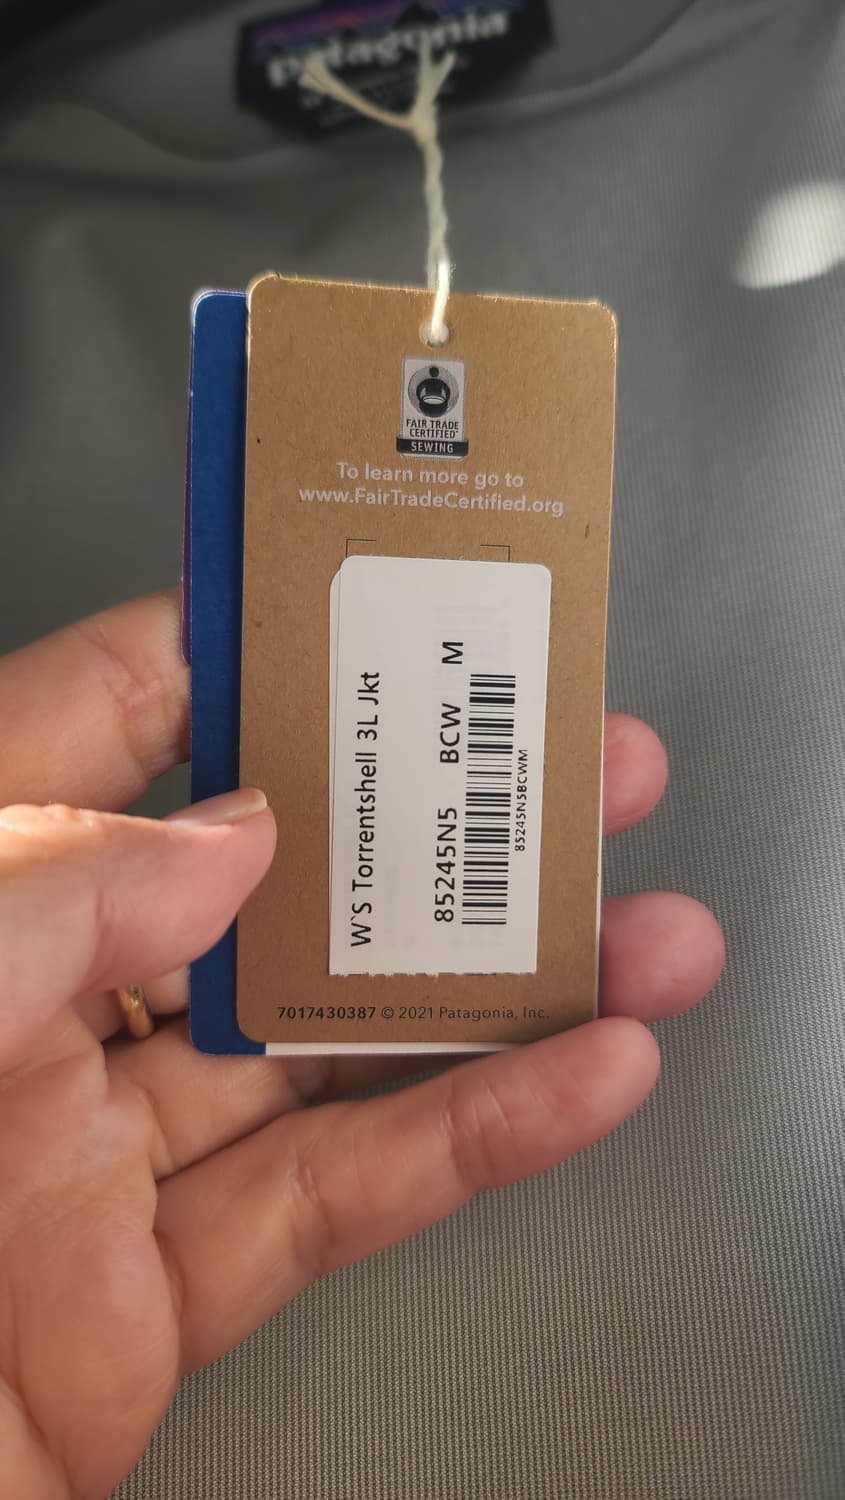 patagonia
FAIR TRADE
CERTIFIED™
SEWING
To learn more go to
www.FairTradeCertified.org
W`S Torrentshell 3L Jkt
85245N5 BCW M
85245N5BCWM
7017430387 © 2021 Patagonia, Inc.